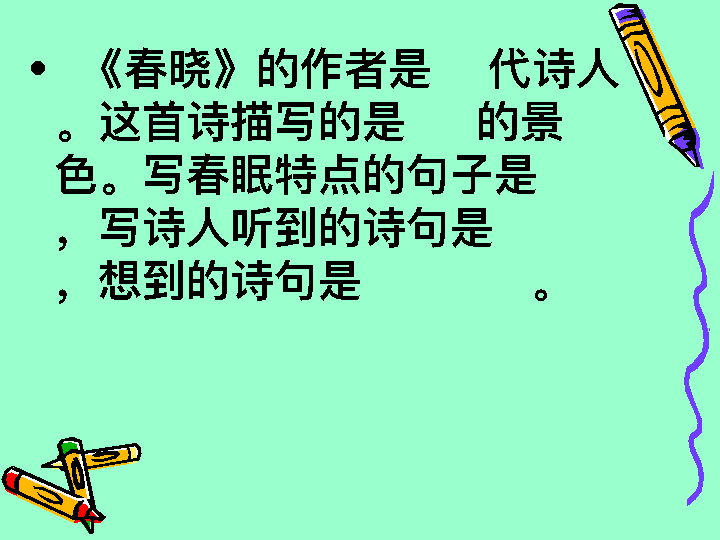 • 《春晓》的作者是  代诗人
。这首诗描写的是   的景
色。写春眠特点的句子是
，写诗人听到的诗句是
，想到的诗句是       。